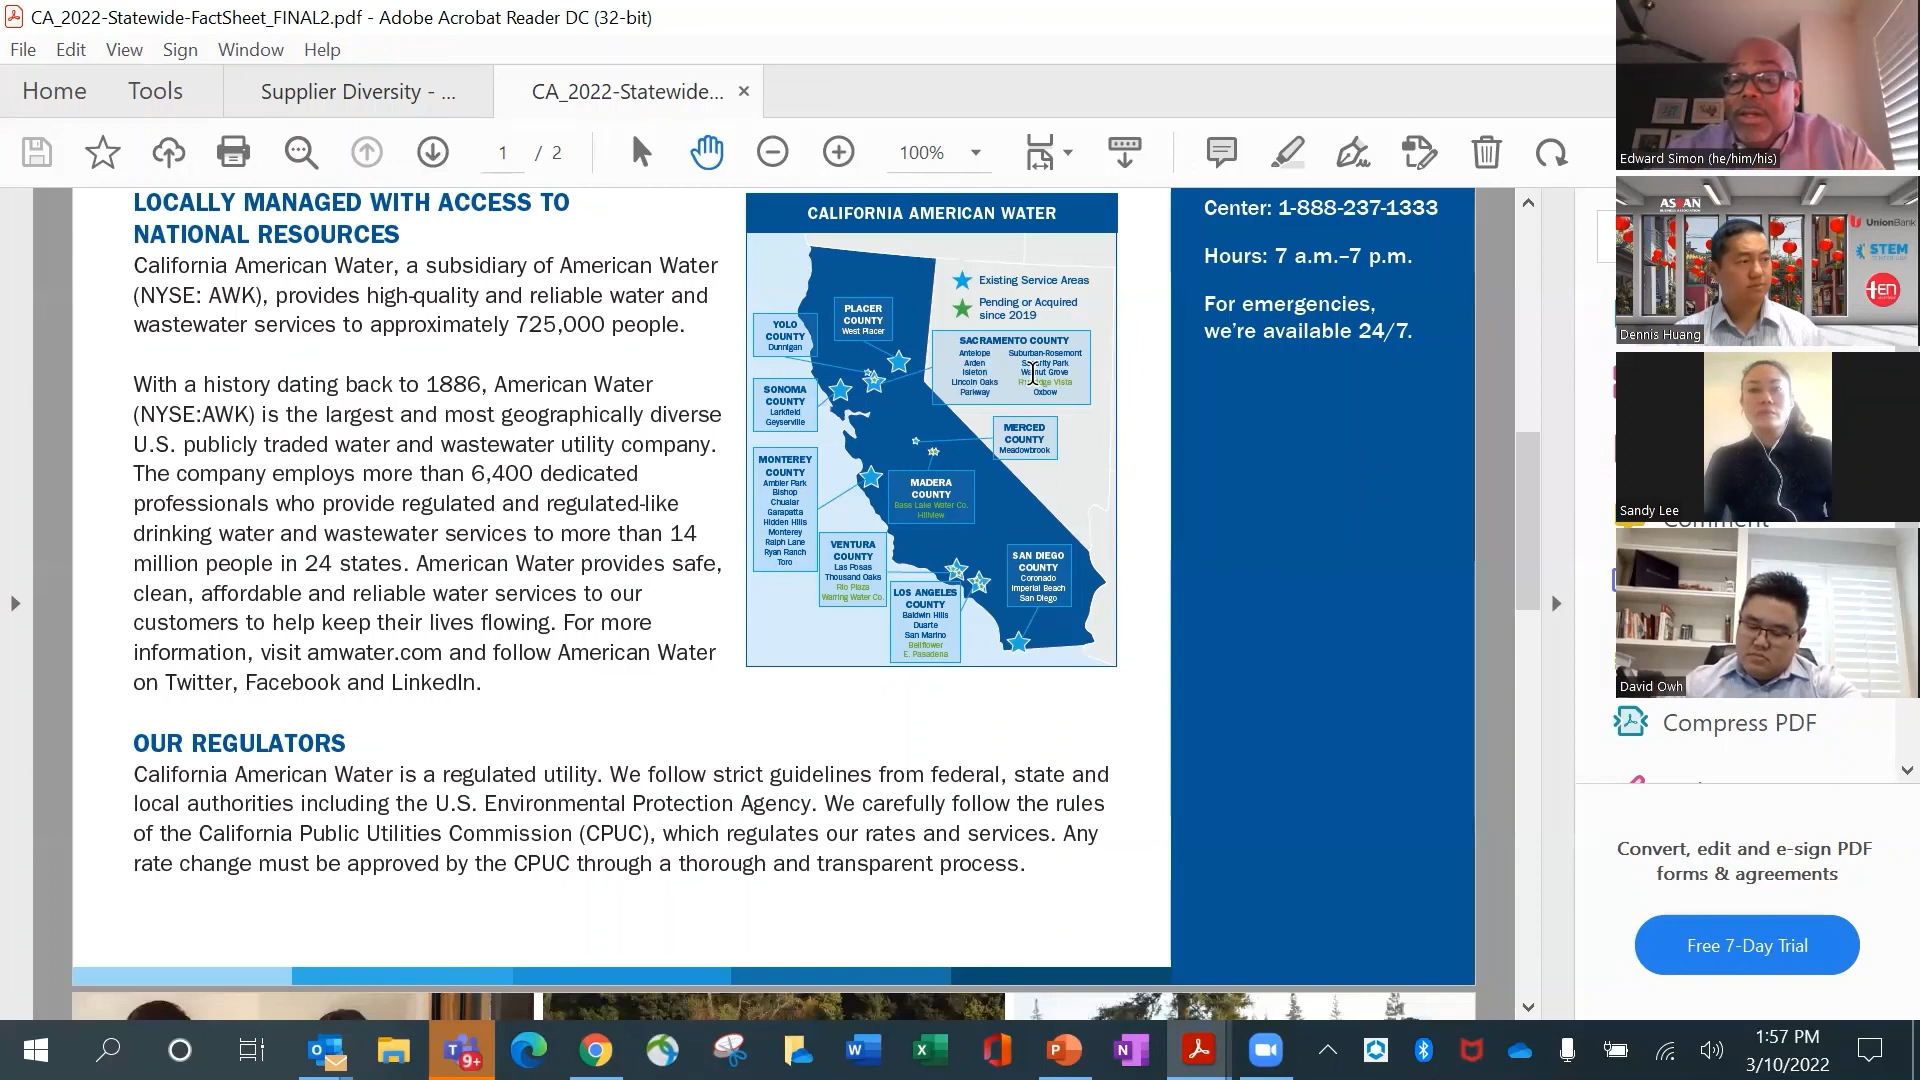 CA_2022-Statewide-FactSheet_FINAL2.pdf - Adobe Acrobat Reader DC (32-bit)
File Edit View Sign Window Help
Home Tools Supplier Diversity - ... CA_2022-Statewide... ×
1 / 2 100%
LOCALLY MANAGED WITH ACCESS TO
NATIONAL RESOURCES
California American Water, a subsidiary of American Water
(NYSE: AWK), provides high-quality and reliable water and
wastewater services to approximately 725,000 people.
With a history dating back to 1886, American Water
(NYSE:AWK) is the largest and most geographically diverse
U.S. publicly traded water and wastewater utility company.
The company employs more than 6,400 dedicated
professionals who provide regulated and regulated-like
drinking water and wastewater services to more than 14
million people in 24 states. American Water provides safe,
clean, affordable and reliable water services to our
customers to help keep their lives flowing. For more
information, visit amwater.com and follow American Water
on Twitter, Facebook and LinkedIn.
CALIFORNIA AMERICAN WATER
Existing Service Areas
Pending or Acquired
since 2019
PLACER
COUNTY
West Placer
YOLO
COUNTY
Dunnigan
SACRAMENTO COUNTY
Antelope
Arden
Isleton
Lincoln Oaks
Parkway
Suburban-Rosemont
Park
Grove
Vista
Oxbow
SONOMA
COUNTY
Larkfield
Geyserville
MERCED
COUNTY
Meadowbrook
MONTEREY
COUNTY
Ambler Park
Bishop
Chualar
Garapatta
Hidden Hills
Monterey
Ralph Lane
Ryan Ranch
Toro
MADERA
COUNTY
Bass Lake Water Co.
Hillview
VENTURA
COUNTY
Las Posas
Thousand Oaks
Rio Plaza
Warring Water Co.
LOS ANGELES
COUNTY
Baldwin Hills
Duarte
San Marino
Bellflower
E. Pasadena
SAN DIEGO
COUNTY
Coronado
Imperial Beach
San Diego
OUR REGULATORS
California American Water is a regulated utility. We follow strict guidelines from federal, state and
local authorities including the U.S. Environmental Protection Agency. We carefully follow the rules
of the California Public Utilities Commission (CPUC), which regulates our rates and services. Any
rate change must be approved by the CPUC through a thorough and transparent process.
Center: 1-888-237-1333
Hours: 7 a.m.–7 p.m.
For emergencies,
we're available 24/7.
Edward Simon (he/him/his)
ASIAN
UnionBank
STEM
ten
Dennis Huang
Sandy Lee
Comment
David Owh
Compress PDF
Convert, edit and e-sign PDF
forms & agreements
Free 7-Day Trial
9+
1:57 PM
3/10/2022